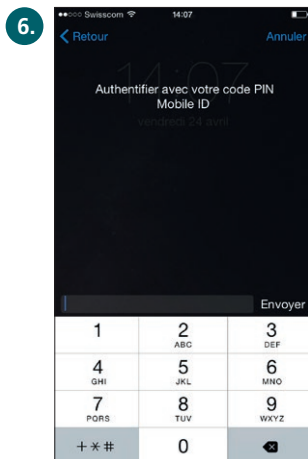 6.
Swisscom 14:07
Retour Annuler
14:07
Authentifier avec votre code PIN
Mobile ID
vendredi 24 avril
Envoyer
1 2 3
ABC DEF
4 5 6
GHI JKL MNO
7 8 9
PQRS TUV WXYZ
+*# 0